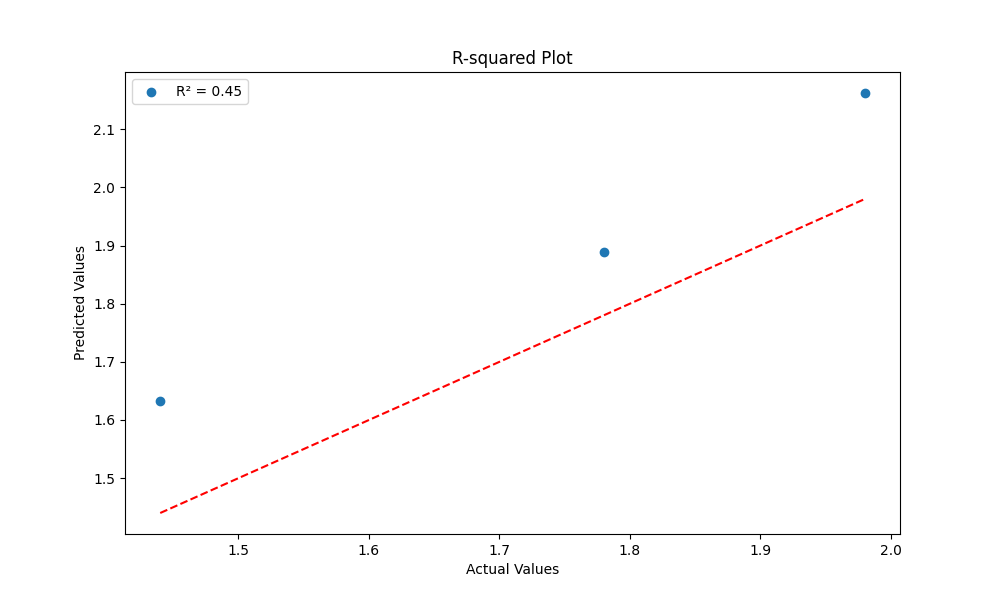 R-squared Plot
R² = 0.45
Predicted Values
2.1
2.0
1.9
1.8
1.7
1.6
1.5
1.5 1.6 1.7 1.8 1.9 2.0
Actual Values